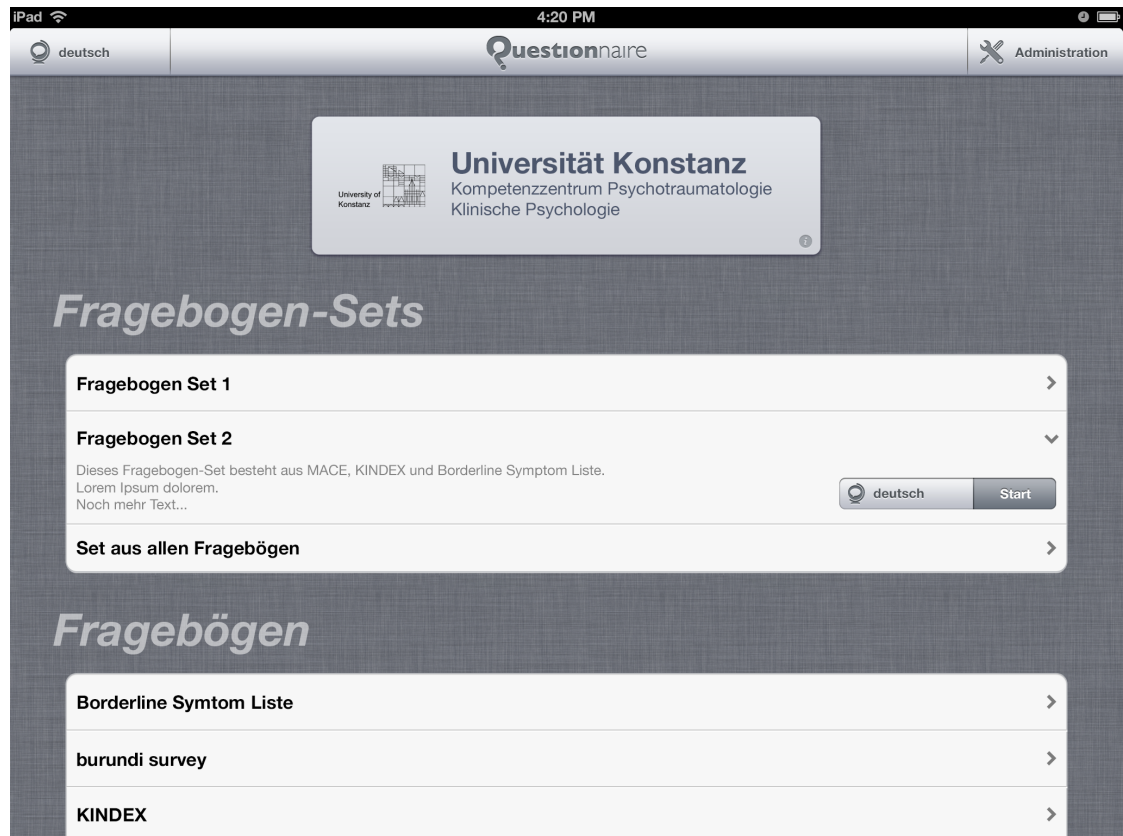 iPad 4:20 PM
deutsch Questionnaire Administration
University of
Konstanz
Universität Konstanz
Kompetenzzentrum Psychotraumatologie
Klinische Psychologie
Fragebogen-Sets
Fragebogen Set 1
Fragebogen Set 2
Dieses Fragebogen-Set besteht aus MACE, KINDEX und Borderline Symptom Liste.
Lorem Ipsum dolorem.
Noch mehr Text...
deutsch Start
Set aus allen Fragebögen
Fragebögen
Borderline Symtom Liste
burundi survey
KINDEX